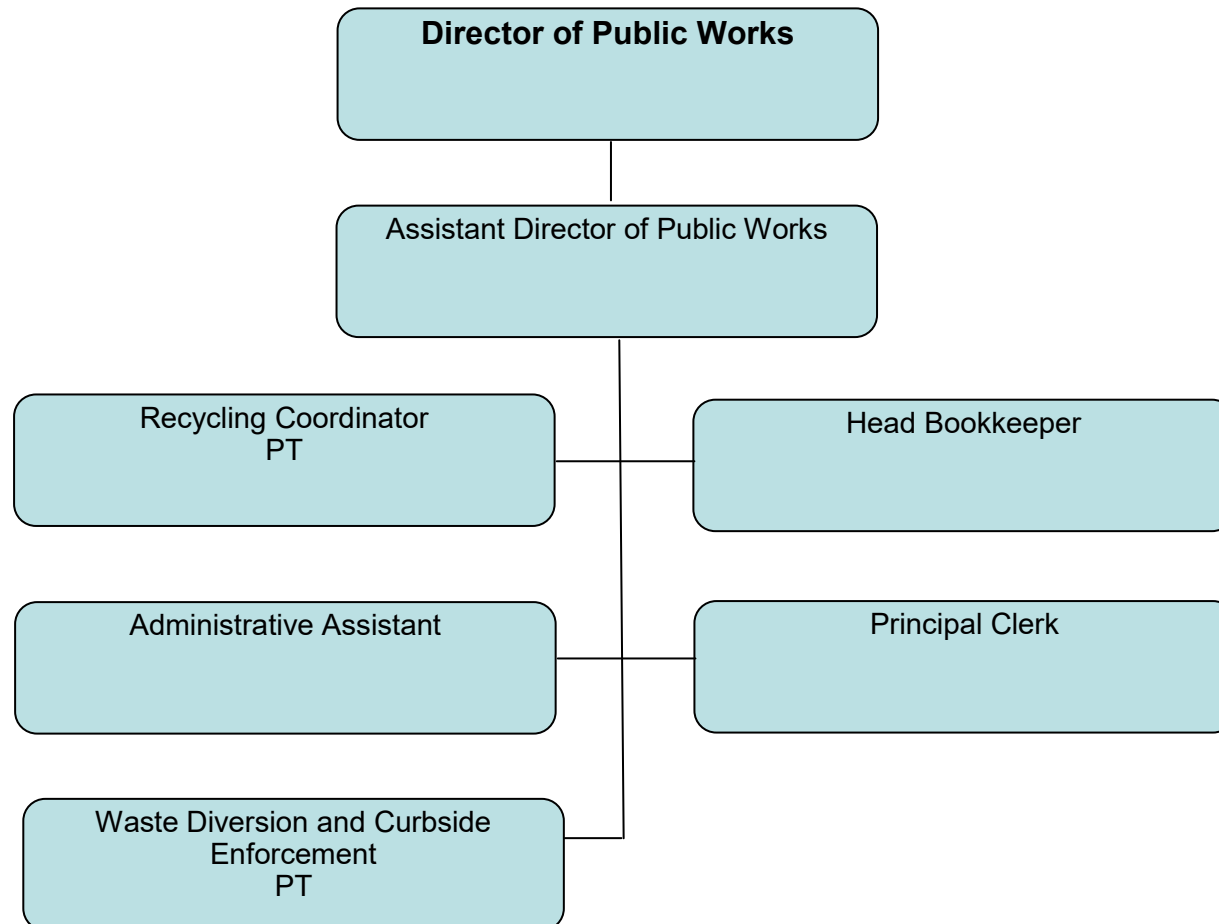 Director of Public Works
Assistant Director of Public Works
Recycling Coordinator
PT
Head Bookkeeper
Administrative Assistant
Principal Clerk
Waste Diversion and Curbside
Enforcement
PT